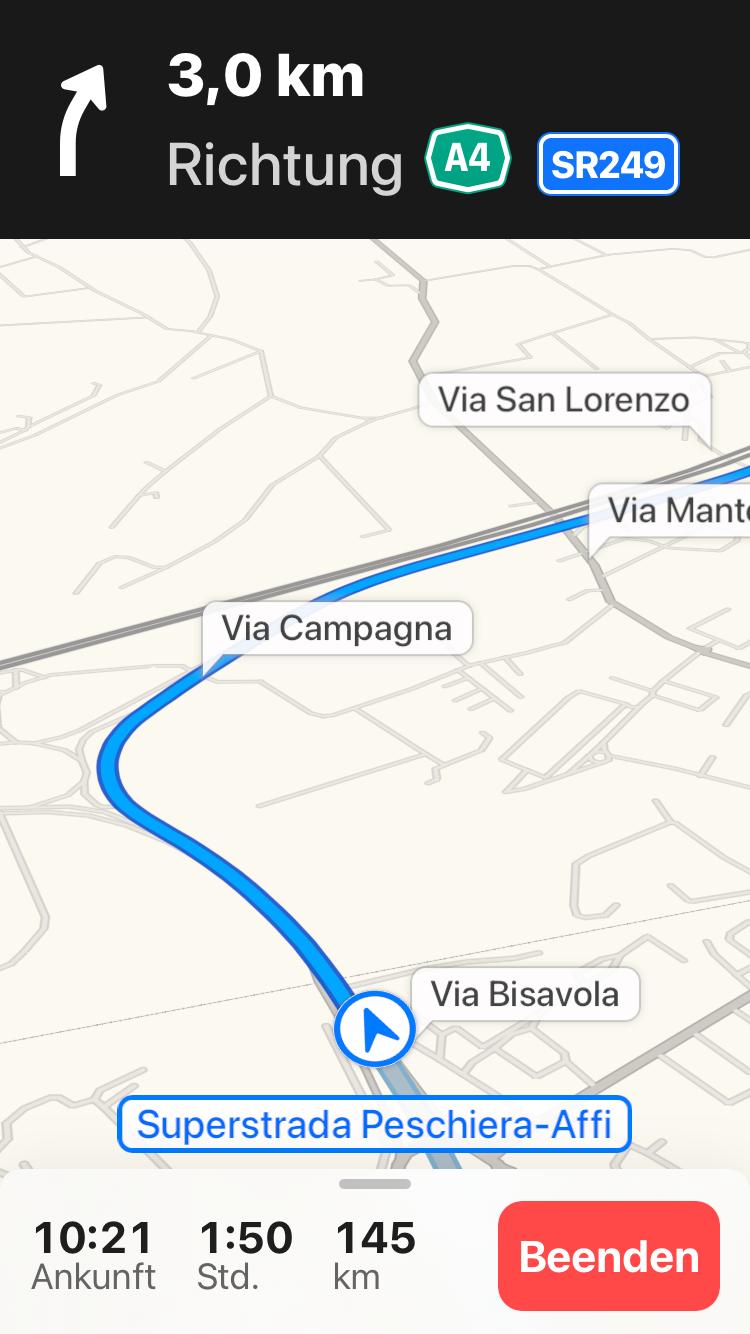 3,0 km
Richtung A4 SR249
Via San Lorenzo
Via Mant
Via Campagna
Via Bisavola
Superstrada Peschiera-Affi
10:21 1:50 145
Ankunft Std. km
Beenden